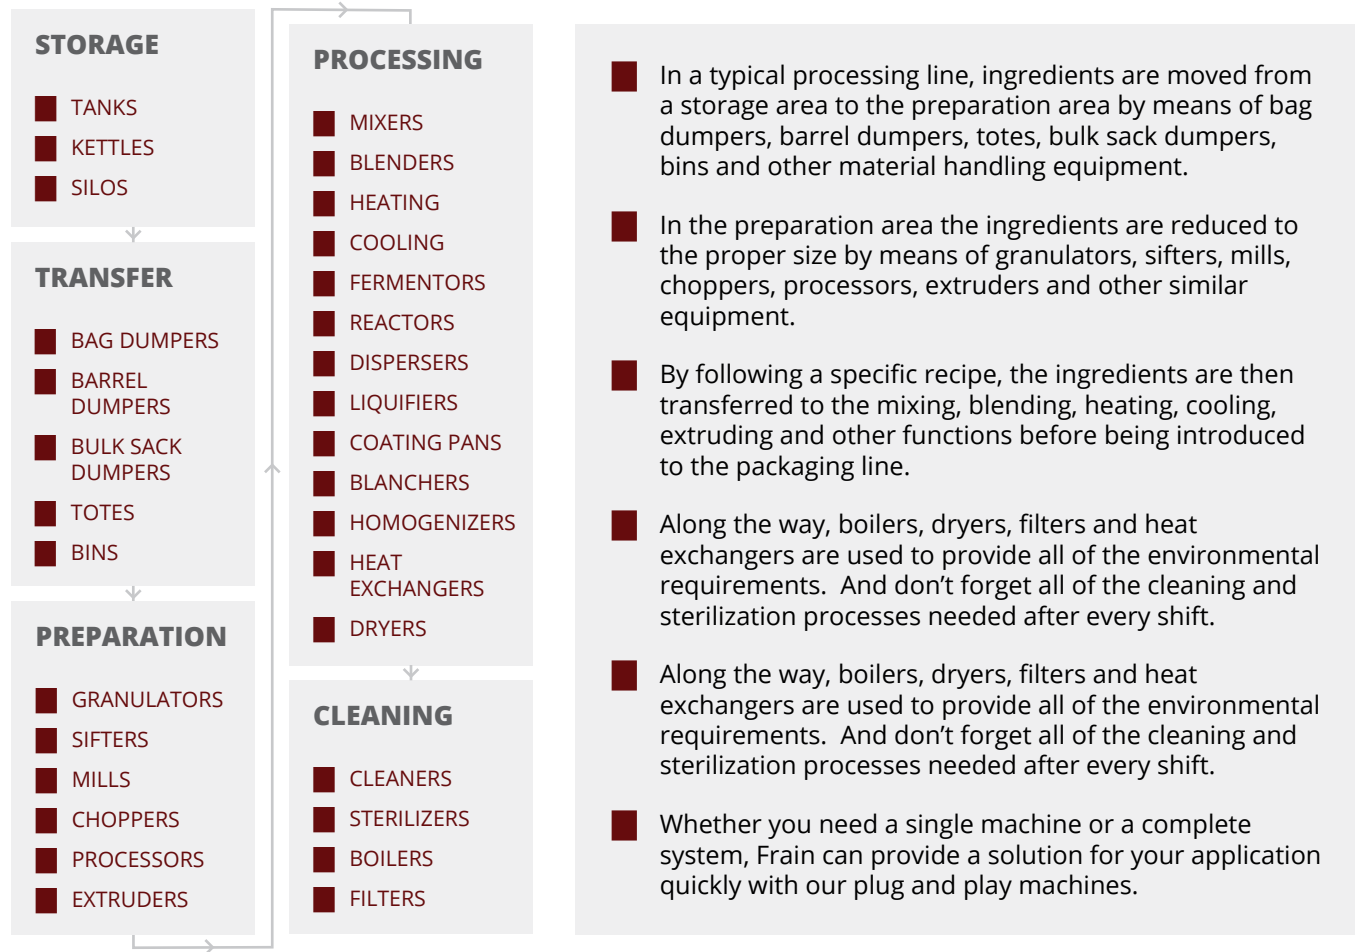 STORAGE
TANKS
KETTLES
SILOS
TRANSFER
BAG DUMPERS
BARREL
DUMPERS
BULK SACK
DUMPERS
TOTES
BINS
PREPARATION
GRANULATORS
SIFTERS
MILLS
CHOPPERS
PROCESSORS
EXTRUDERS
PROCESSING
MIXERS
BLENDERS
HEATING
COOLING
FERMENTORS
REACTORS
DISPERSERS
LIQUIFIERS
COATING PANS
BLANCHERS
HOMOGENIZERS
HEAT
EXCHANGERS
DRYERS
CLEANING
CLEANERS
STERILIZERS
BOILERS
FILTERS
In a typical processing line, ingredients are moved from
a storage area to the preparation area by means of bag
dumpers, barrel dumpers, totes, bulk sack dumpers,
bins and other material handling equipment.
In the preparation area the ingredients are reduced to
the proper size by means of granulators, sifters, mills,
choppers, processors, extruders and other similar
equipment.
By following a specific recipe, the ingredients are then
transferred to the mixing, blending, heating, cooling,
extruding and other functions before being introduced
to the packaging line.
Along the way, boilers, dryers, filters and heat
exchangers are used to provide all of the environmental
requirements.  And don’t forget all of the cleaning and
sterilization processes needed after every shift.
Along the way, boilers, dryers, filters and heat
exchangers are used to provide all of the environmental
requirements.  And don’t forget all of the cleaning and
sterilization processes needed after every shift.
Whether you need a single machine or a complete
system, Frain can provide a solution for your application
quickly with our plug and play machines.